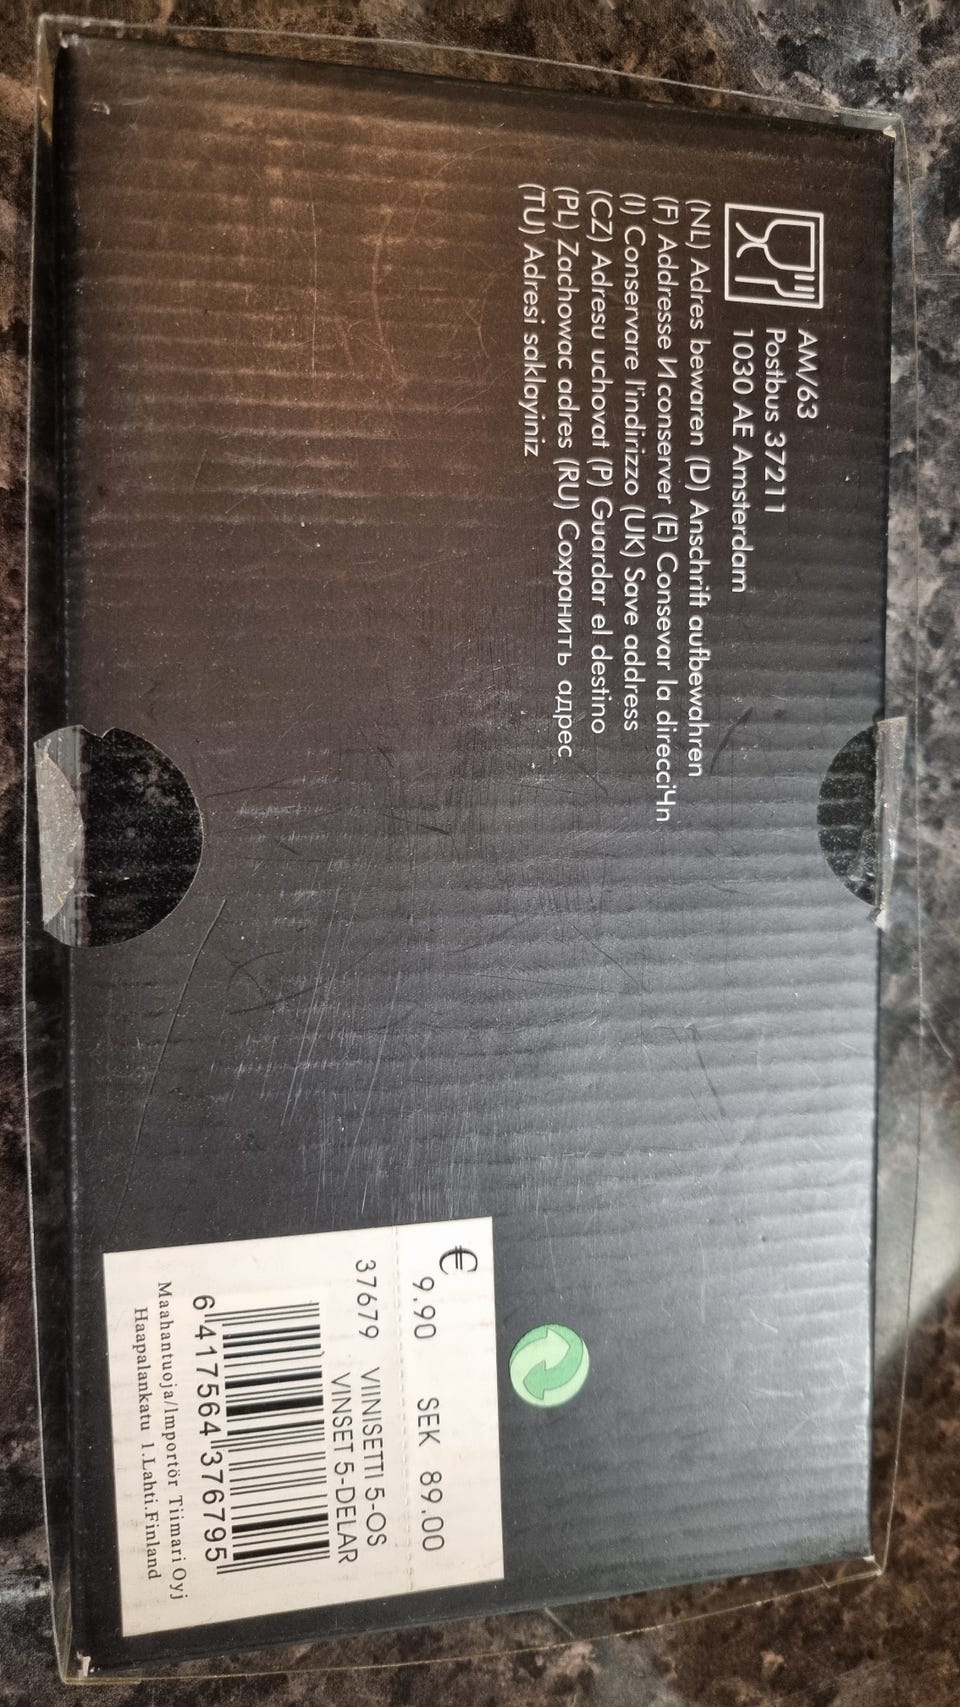 AM/63
Postbus 37211
1030 AE Amsterdam
(NL) Adres bewaren (D) Anschrift aufbewahren
(F) Addresse И conserver (E) Consevar la direcciЧn
(I) Conservare l'indirizzo (UK) Save address
(CZ) Adresu uchovat (P) Guardar el destino
(PL) Zachowac adres (RU) Сохранить адрес
(TU) Adresi saklayiniz
€ 9.90 SEK 89.00
37679 VIINISETTI 5-OS
VINSET 5-DELAR
6 417564 376795
Maahantuoja/Importör Tiimari Oyj
Haapalankatu 1.Lahti.Finland